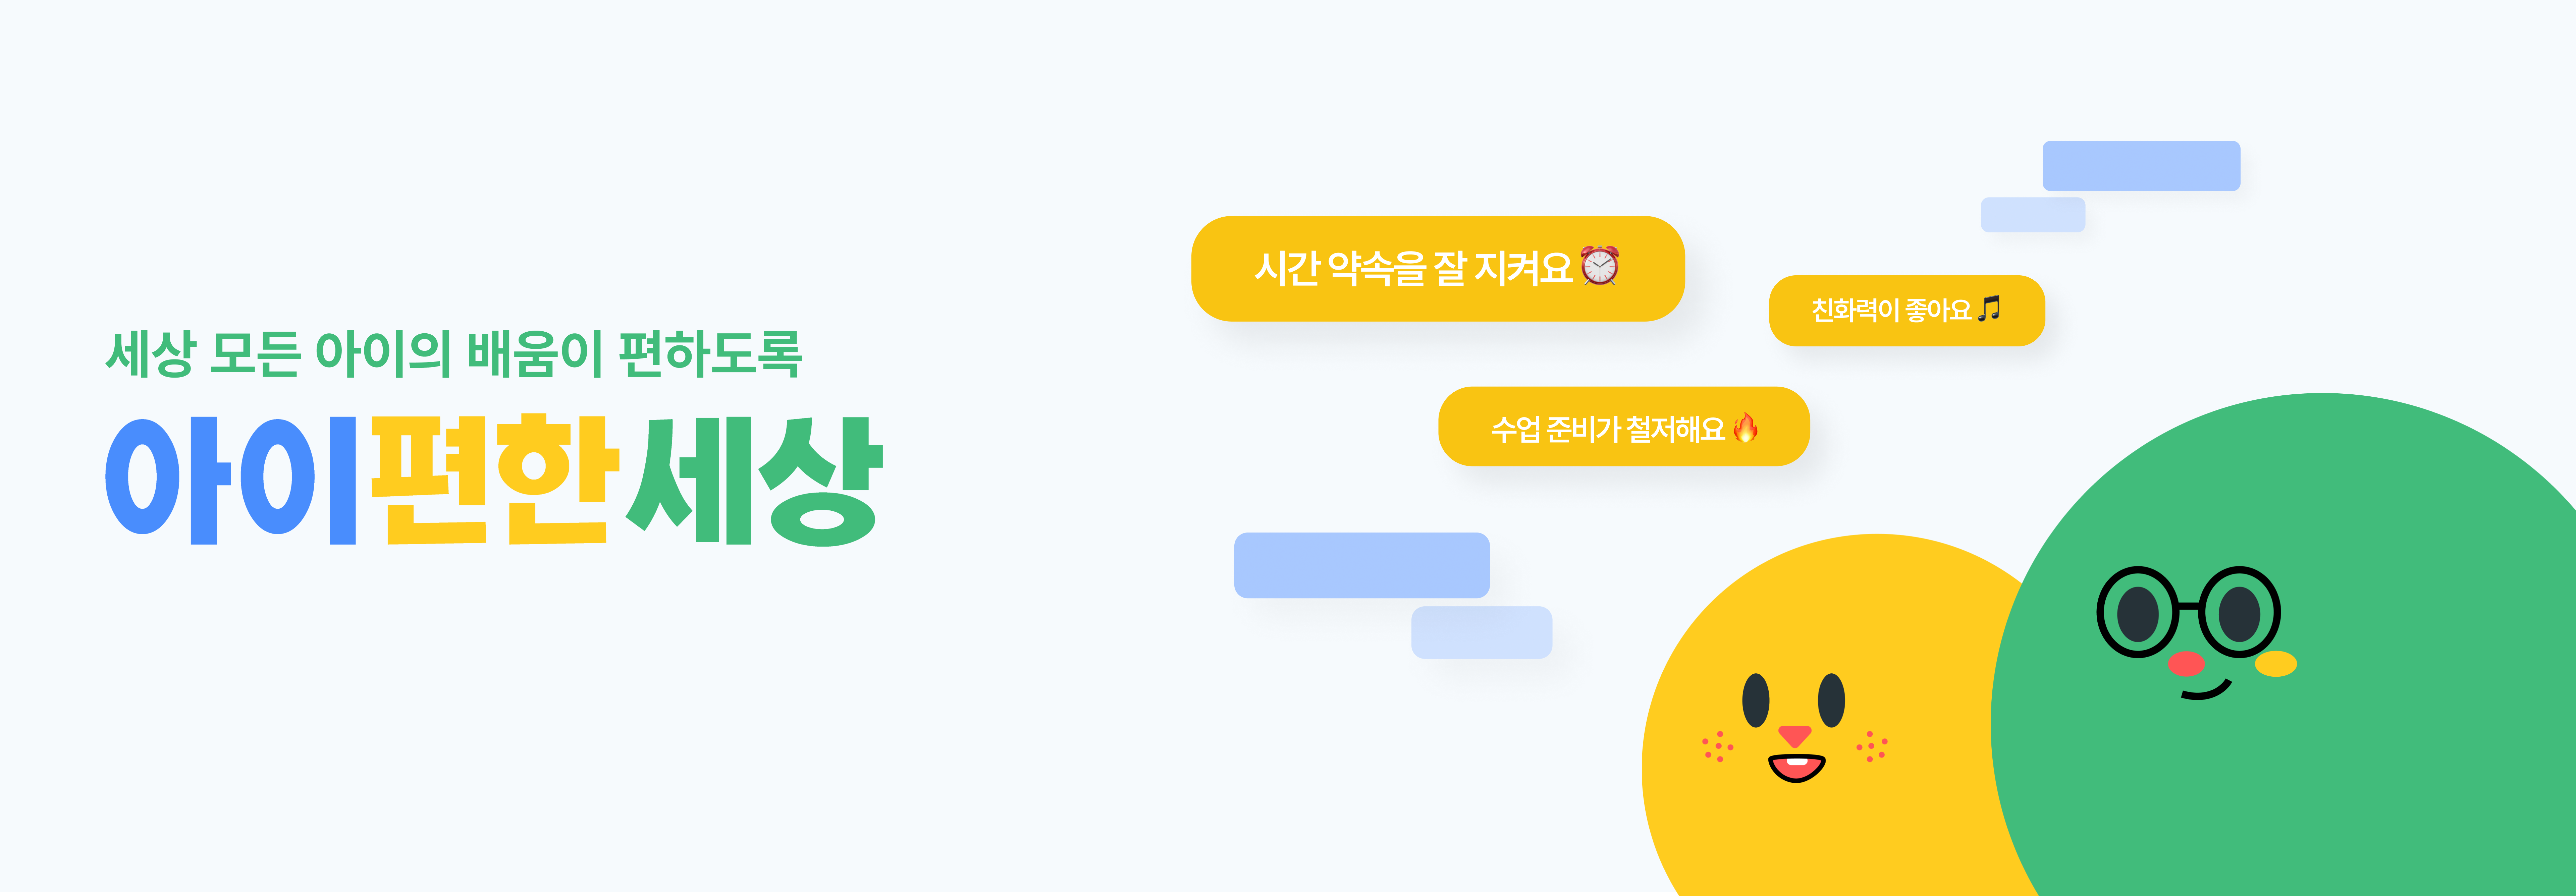 세상 모든 아이의 배움이 편하도록
아이편한세상
시간 약속을 잘 지켜요⏰
친화력이 좋아요🎵
수업 준비가 철저해요🔥